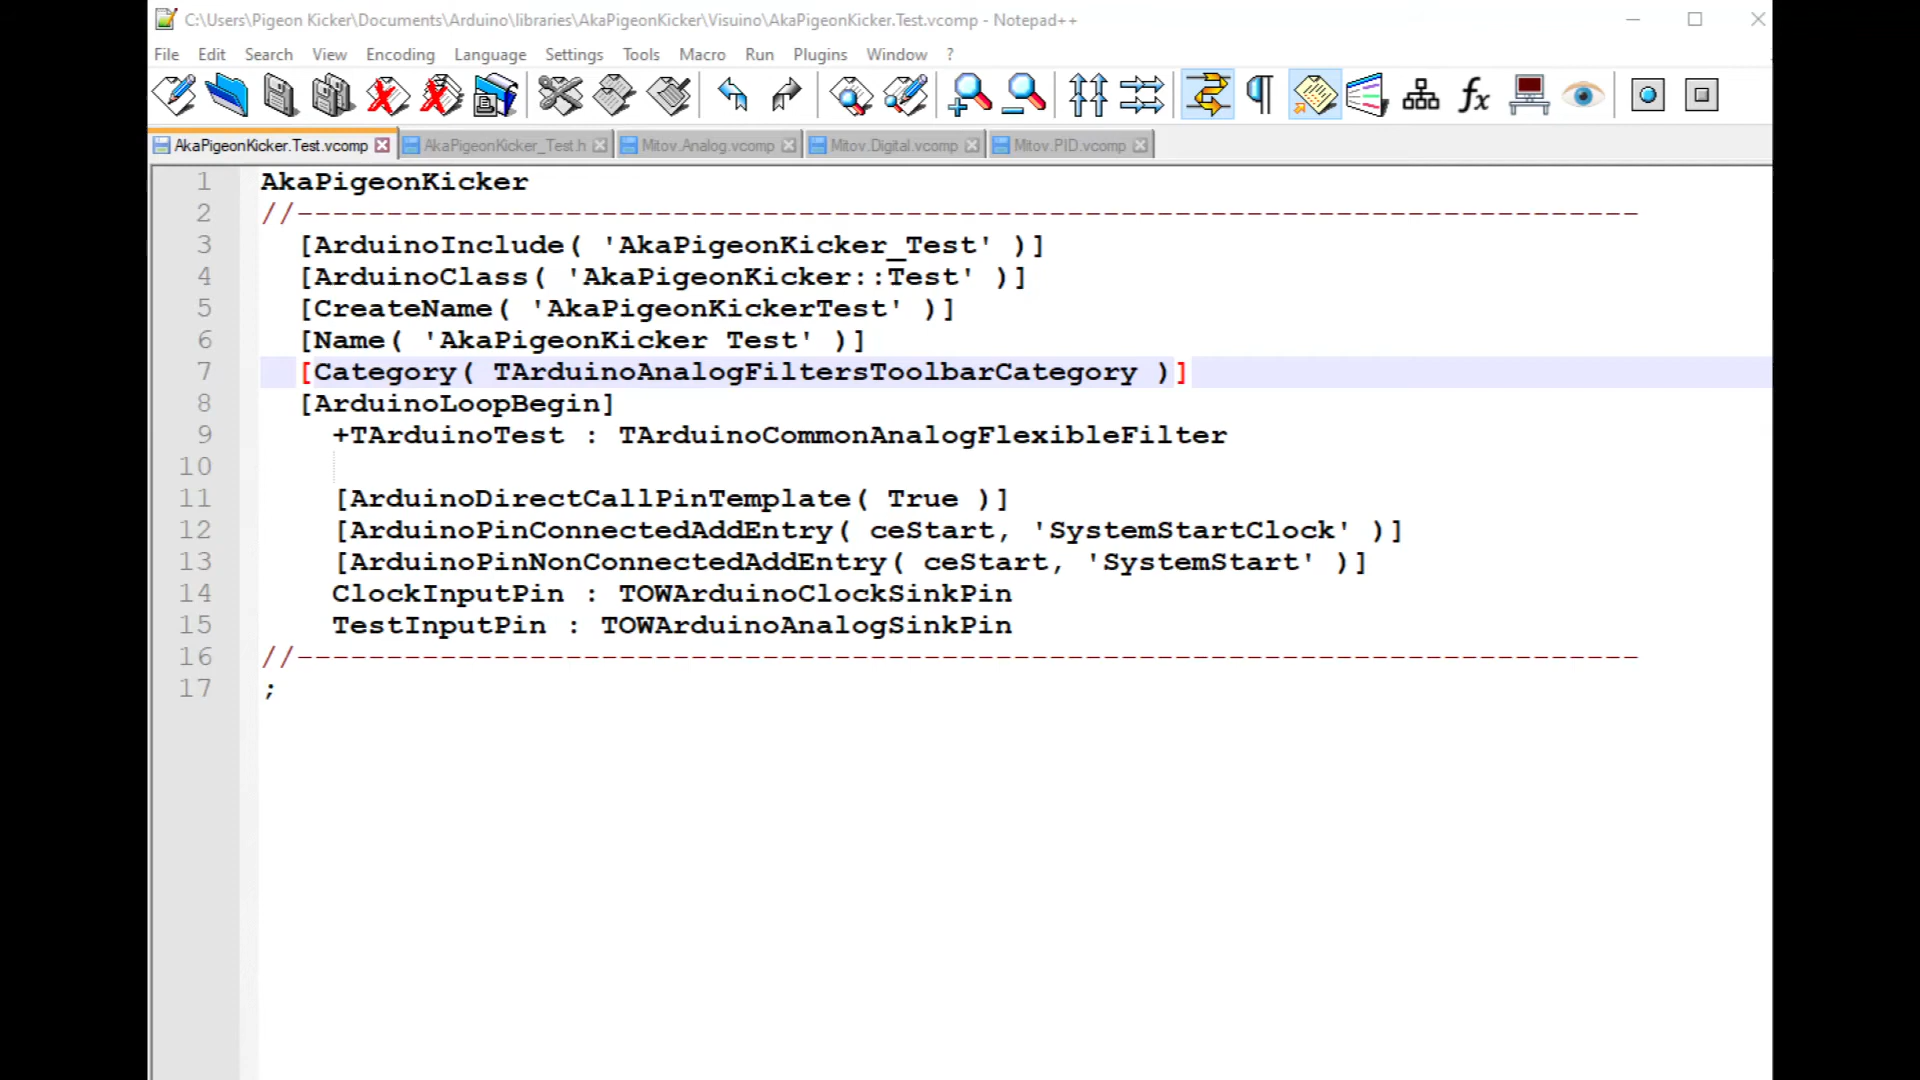 C:\Users\Pigeon Kicker\Documents\Arduino\libraries\AkaPigeonKicker\Visuino\AkaPigeonKicker.Test.vcomp - Notepad++
File Edit Search View Encoding Language Settings Tools Macro Run Plugins Window ?
AkaPigeonKicker.Test.vcomp AkaPigeonKicker_Test.h Mitov.Analog.vcomp Mitov.Digital.vcomp Mitov.PID.vcomp
1 AkaPigeonKicker
2 //---------------------------------------------------------------------------
3 [ArduinoInclude( 'AkaPigeonKicker_Test' )]
4 [ArduinoClass( 'AkaPigeonKicker::Test' )]
5 [CreateName( 'AkaPigeonKickerTest' )]
6 [Name( 'AkaPigeonKicker Test' )]
7 [Category( TArduinoAnalogFiltersToolbarCategory )]
8 [ArduinoLoopBegin]
9 +TArduinoTest : TArduinoCommonAnalogFlexibleFilter
10
11 [ArduinoDirectCallPinTemplate( True )]
12 [ArduinoPinConnectedAddEntry( ceStart, 'SystemStartClock' )]
13 [ArduinoPinNonConnectedAddEntry( ceStart, 'SystemStart' )]
14 ClockInputPin : TOWArduinoClockSinkPin
15 TestInputPin : TOWArduinoAnalogSinkPin
16 //---------------------------------------------------------------------------
17 ;